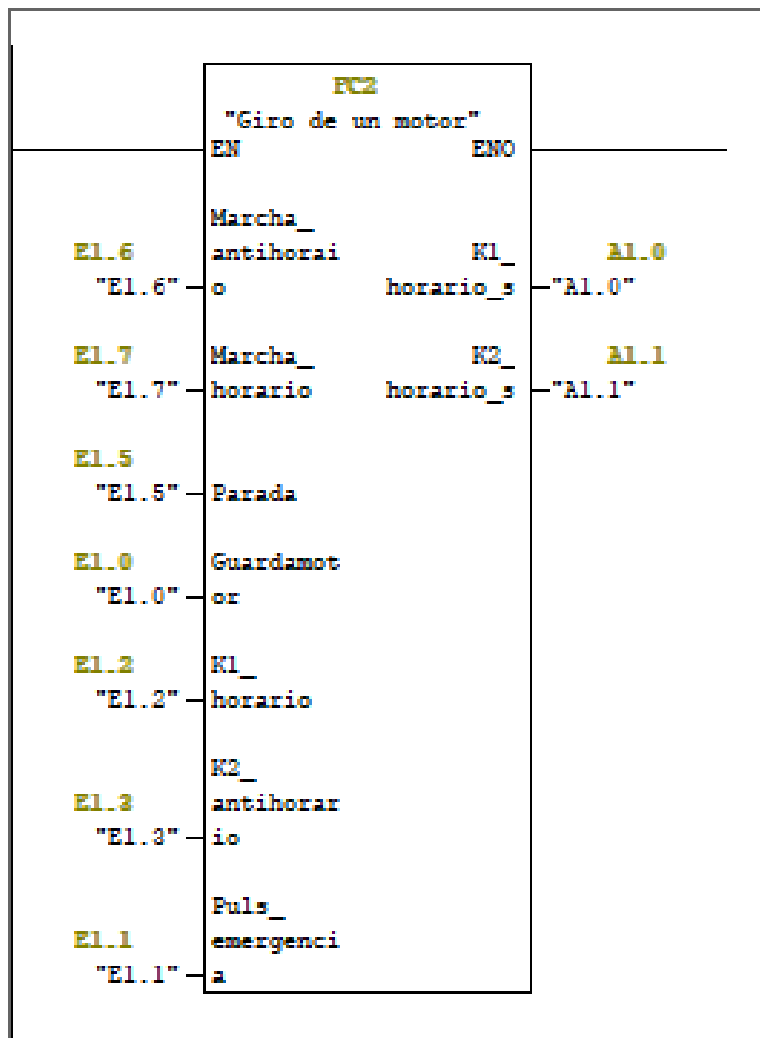 FC2
"Giro de un motor"
EN ENO
Marcha_
E1.6 antihorai K1_ A1.0
"E1.6" o horario_s "A1.0"
E1.7 Marcha_ K2_ A1.1
"E1.7" horario horario_s "A1.1"
E1.5
"E1.5" Parada
E1.0 Guardamot
"E1.0" or
E1.2 K1_
"E1.2" horario
K2_
E1.3 antihorar
"E1.3" io
Puls_
E1.1 emergenci
"E1.1" a